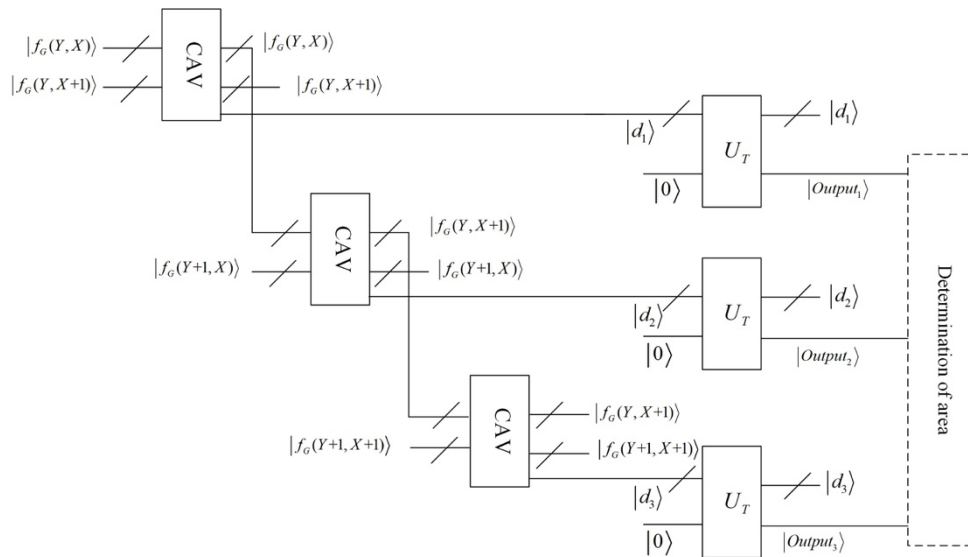 |f_G(Y,X)⟩
|f_G(Y,X+1)⟩
CAV
|f_G(Y,X)⟩
|f_G(Y,X+1)⟩
|d_1⟩
|0⟩
U_T
|d_1⟩
|Output_1⟩
|f_G(Y+1,X)⟩
CAV
|f_G(Y,X+1)⟩
|f_G(Y+1,X)⟩
|d_2⟩
|0⟩
U_T
|d_2⟩
|Output_2⟩
|f_G(Y+1,X+1)⟩
CAV
|f_G(Y,X+1)⟩
|f_G(Y+1,X+1)⟩
|d_3⟩
|0⟩
U_T
|d_3⟩
|Output_3⟩
Determination of area